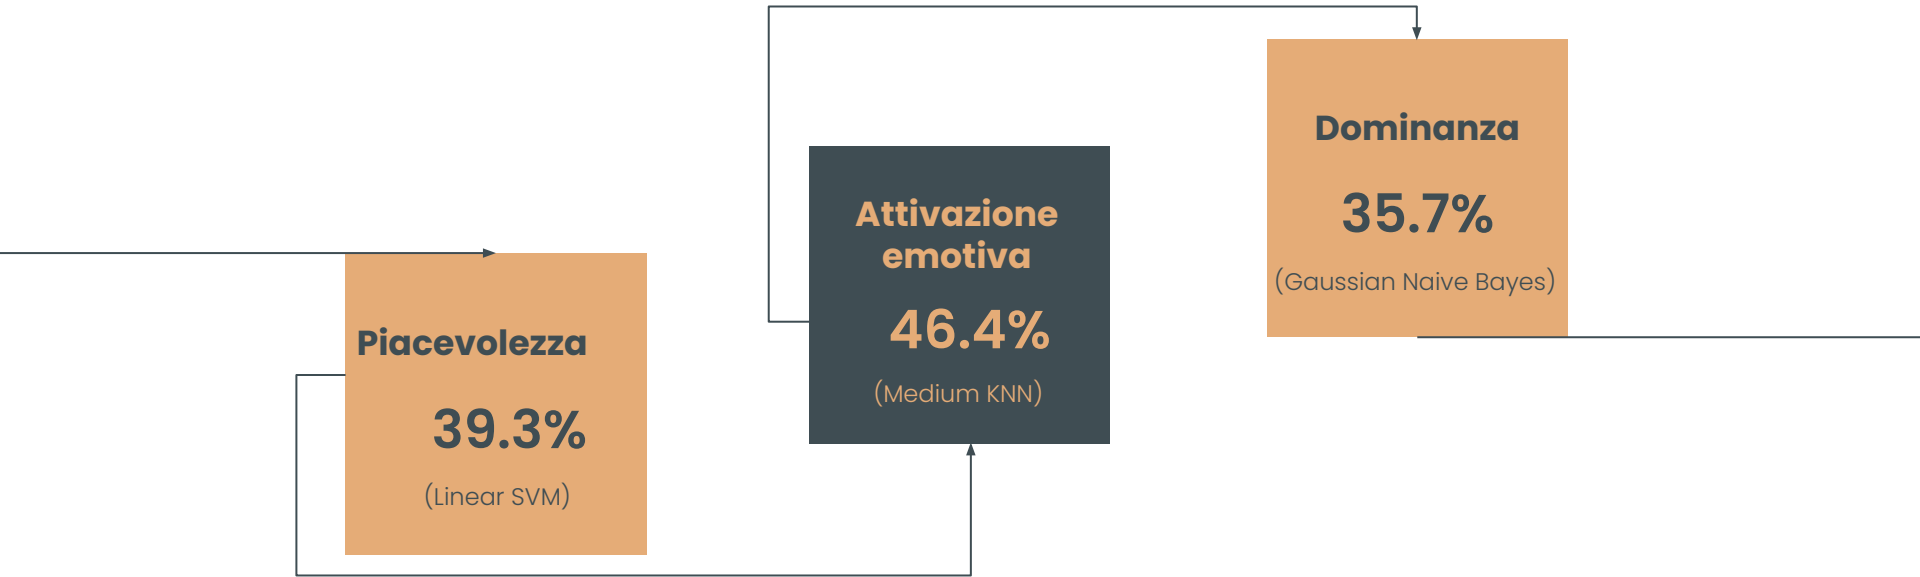 Piacevolezza
39.3%
(Linear SVM)
Attivazione
emotiva
46.4%
(Medium KNN)
Dominanza
35.7%
(Gaussian Naive Bayes)